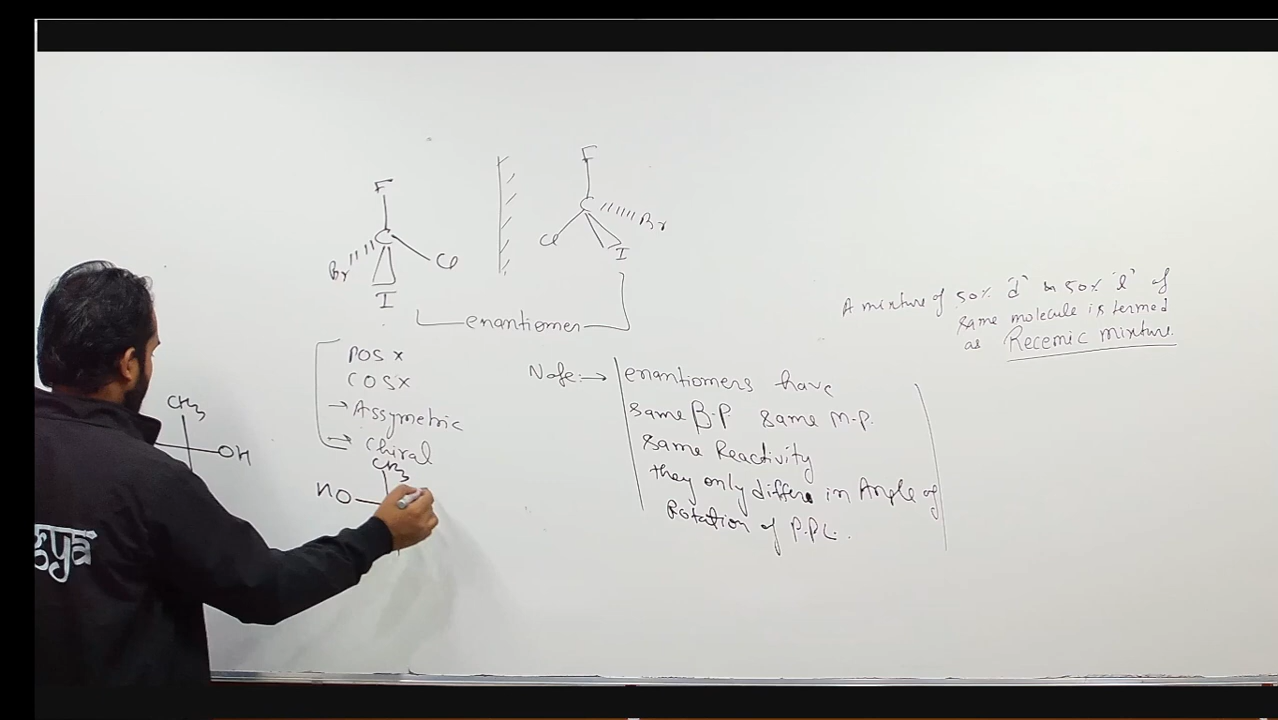 F
C
Br
Cl
I
F
C
Br
Cl
I
enantiomer
POS x
COS x
→ Assymetric
→ Chiral
CH3
OH
CH3
HO
Note:→ enantiomers have
same B.P same M.P.
same Reactivity
they only differe in Angle of
Rotation of P.P.L.
A mixture of 50% 'd' & 50% 'l' of
same molecule is termed
as Recemic mixture.